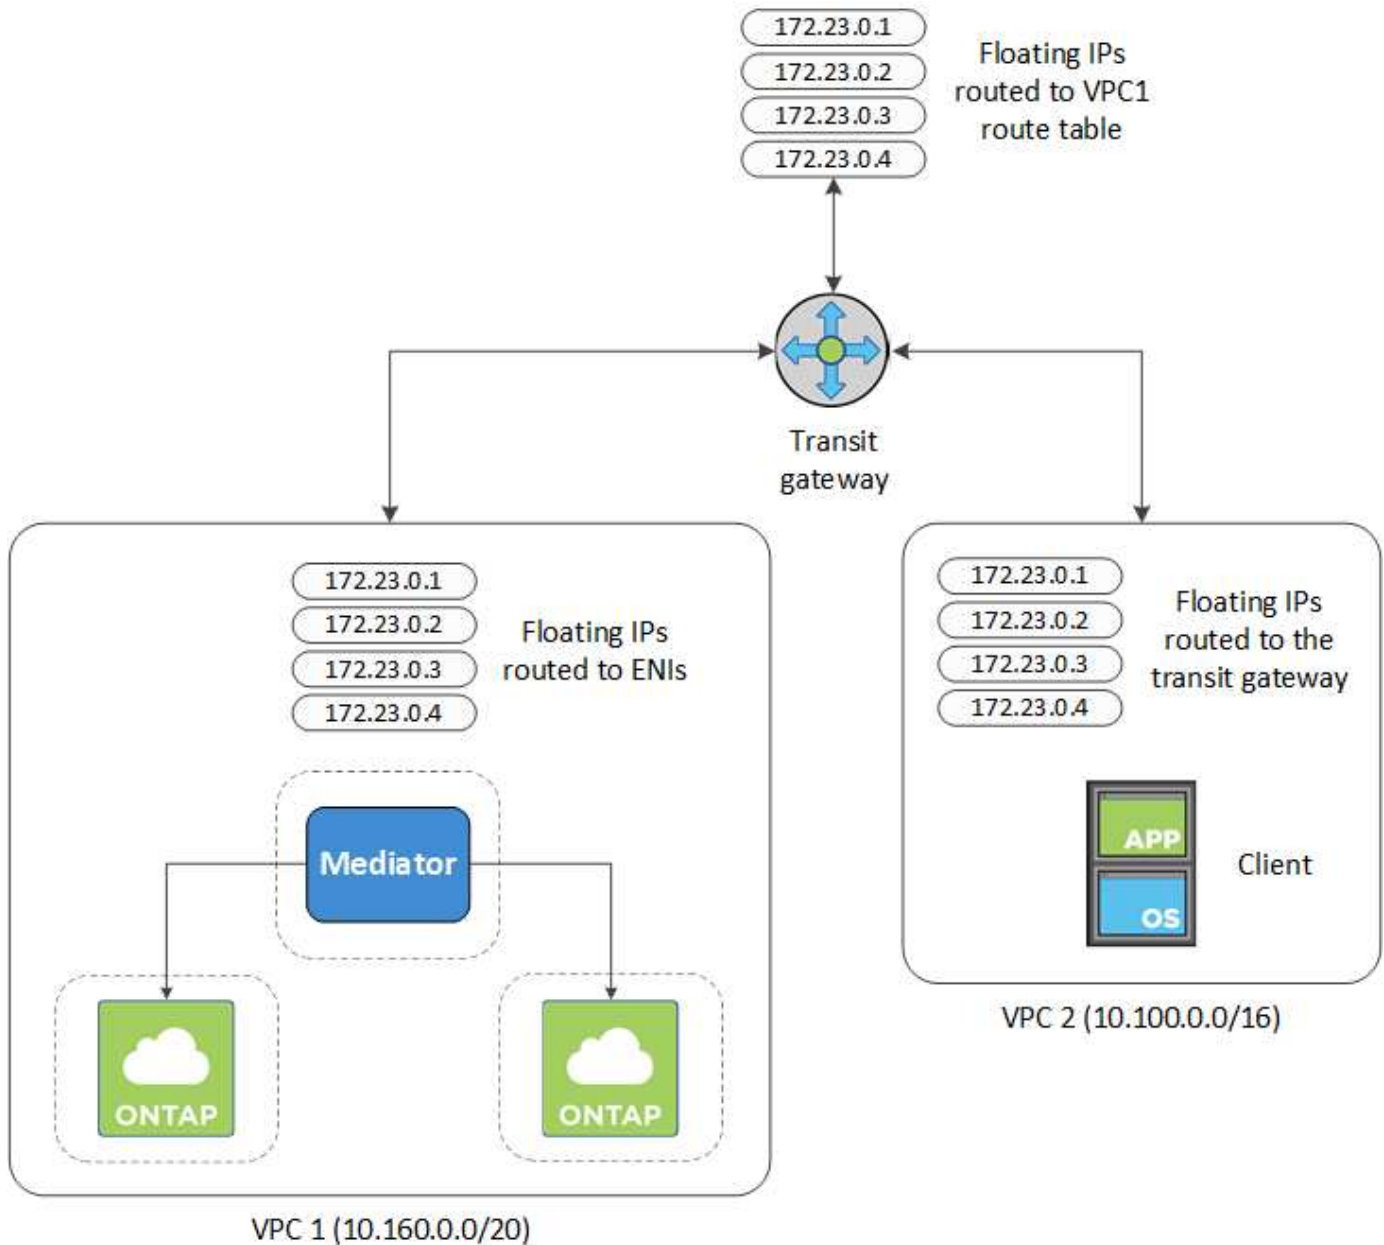 172.23.0.1
172.23.0.2
172.23.0.3
172.23.0.4
Floating IPs
routed to VPC1
route table
Transit
gateway
172.23.0.1
172.23.0.2
172.23.0.3
172.23.0.4
Floating IPs
routed to ENIs
Mediator
ONTAP
ONTAP
VPC 1 (10.160.0.0/20)
172.23.0.1
172.23.0.2
172.23.0.3
172.23.0.4
Floating IPs
routed to the
transit gateway
APP
OS
Client
VPC 2 (10.100.0.0/16)